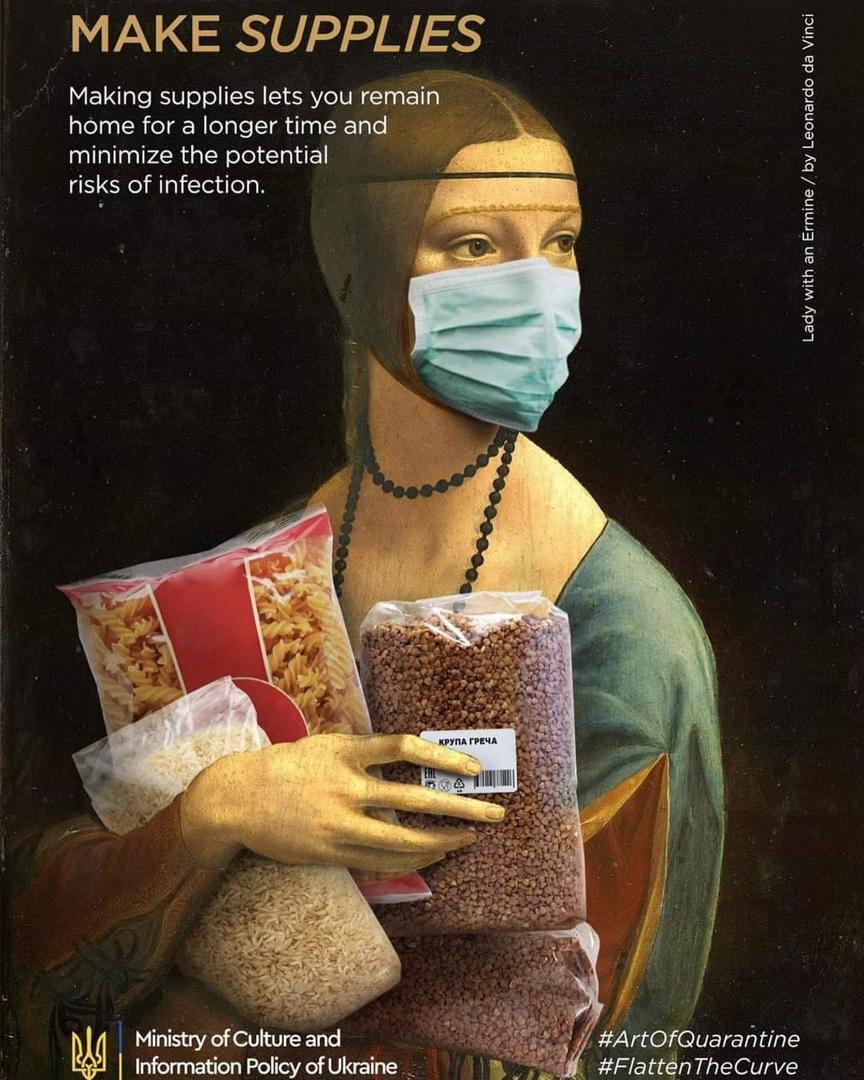 MAKE SUPPLIES
Making supplies lets you remain
home for a longer time and
minimize the potential
risks of infection.
Lady with an Ermine / by Leonardo da Vinci
КРУПА ГРЕЧА
EAC
Ministry of Culture and
Information Policy of Ukraine
#ArtOfQuarantine
#FlattenTheCurve